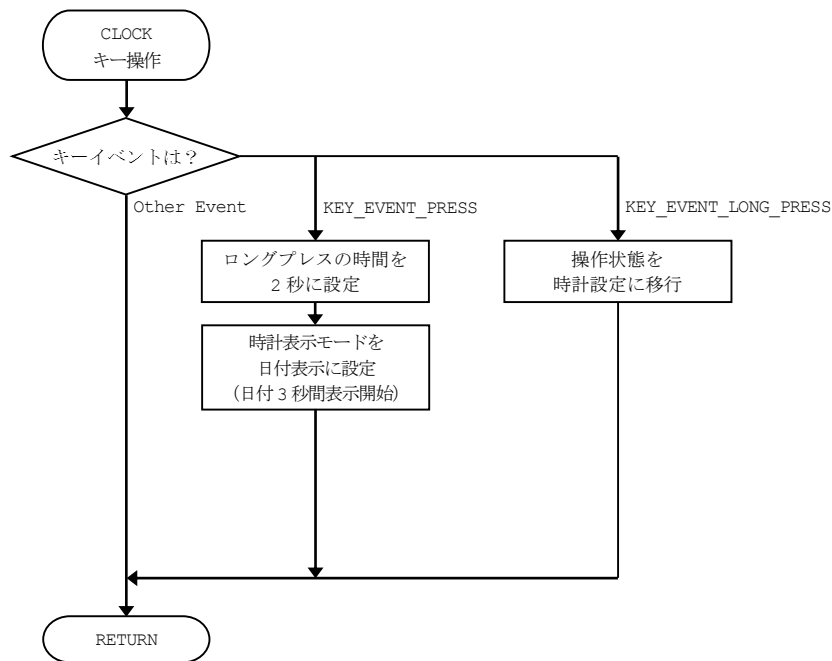 CLOCK
キー操作
キーイベントは？
Other Event
KEY_EVENT_PRESS
KEY_EVENT_LONG_PRESS
ロングプレスの時間を
2 秒に設定
操作状態を
時計設定に移行
時計表示モードを
日付表示に設定
（日付 3 秒間表示開始）
RETURN